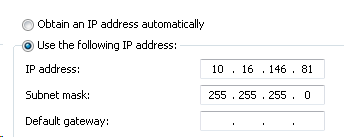 Obtain an IP address automatically
Use the following IP address:
IP address: 10 . 16 . 146 . 81
Subnet mask: 255 . 255 . 255 . 0
Default gateway: . . .